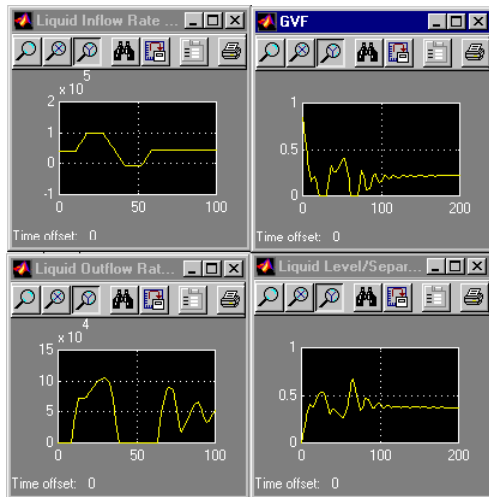 Liquid Inflow Rate ...
x 10
5
2
1
0
-1
0
50
100
Time offset: 0
GVF
1
0.5
0
0
100
200
Time offset: 0
Liquid Outflow Rat...
x 10
4
15
10
5
0
0
50
100
Time offset: 0
Liquid Level/Separ...
1
0.5
0
0
100
200
Time offset: 0